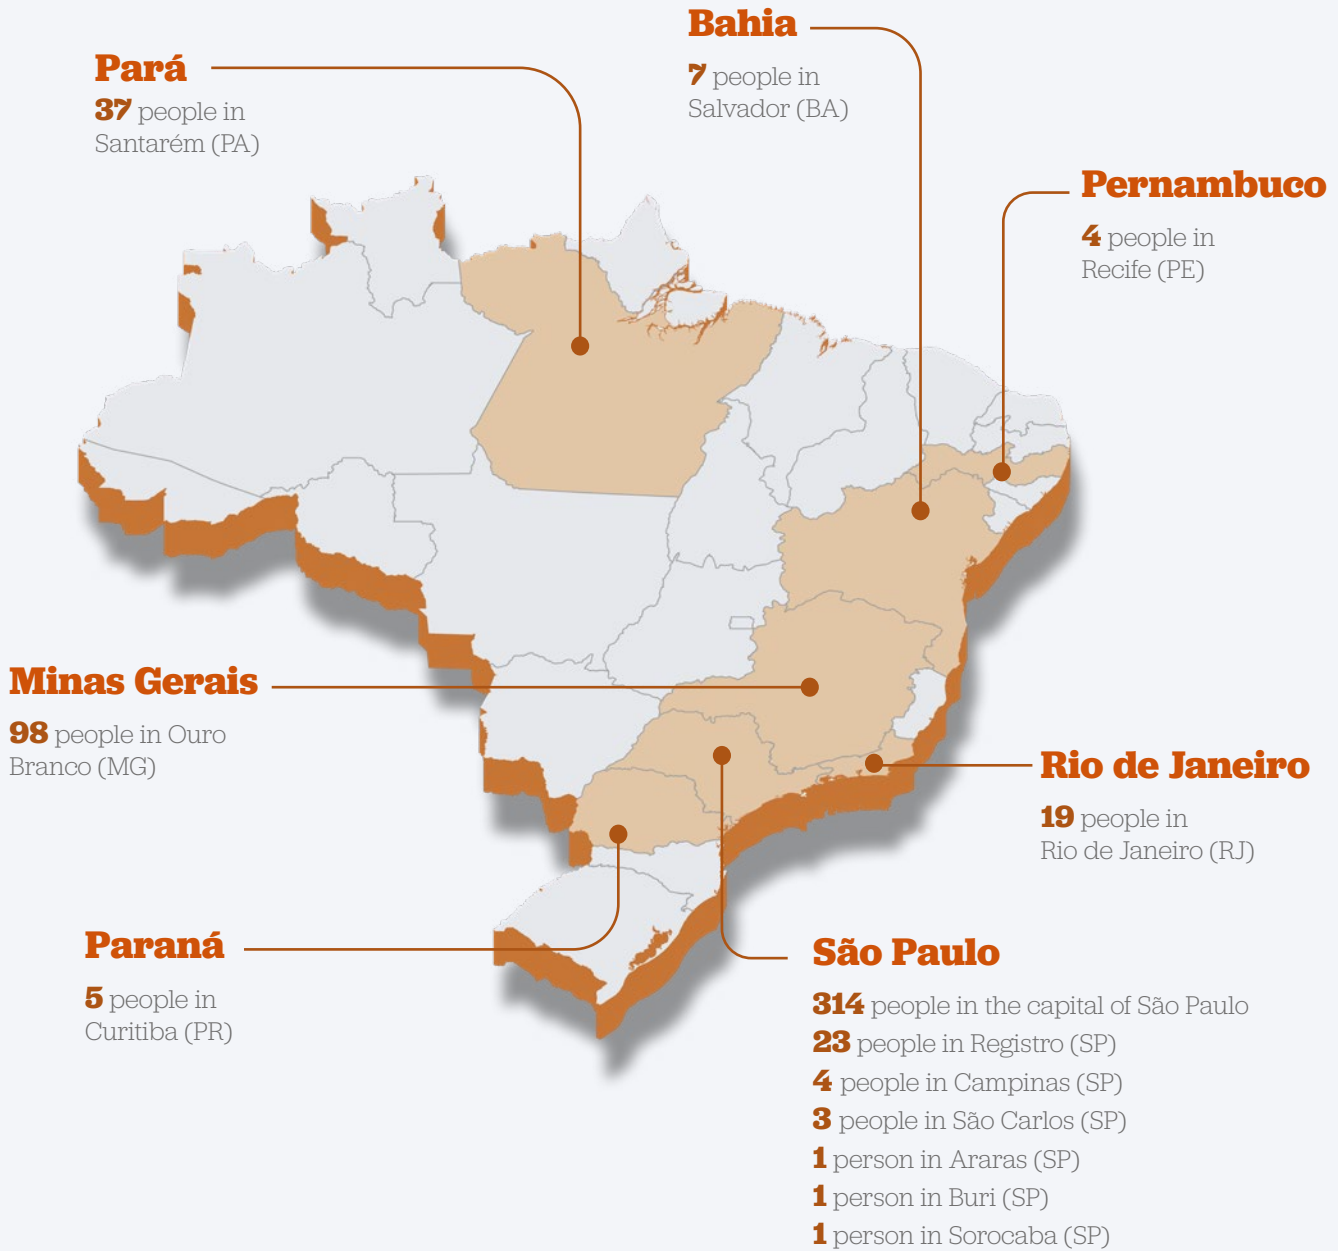 Bahia
7 people in
Salvador (BA)
Pará
37 people in
Santarém (PA)
Pernambuco
4 people in
Recife (PE)
Minas Gerais
98 people in Ouro
Branco (MG)
Rio de Janeiro
19 people in
Rio de Janeiro (RJ)
Paraná
5 people in
Curitiba (PR)
São Paulo
314 people in the capital of São Paulo
23 people in Registro (SP)
4 people in Campinas (SP)
3 people in São Carlos (SP)
1 person in Araras (SP)
1 person in Buri (SP)
1 person in Sorocaba (SP)